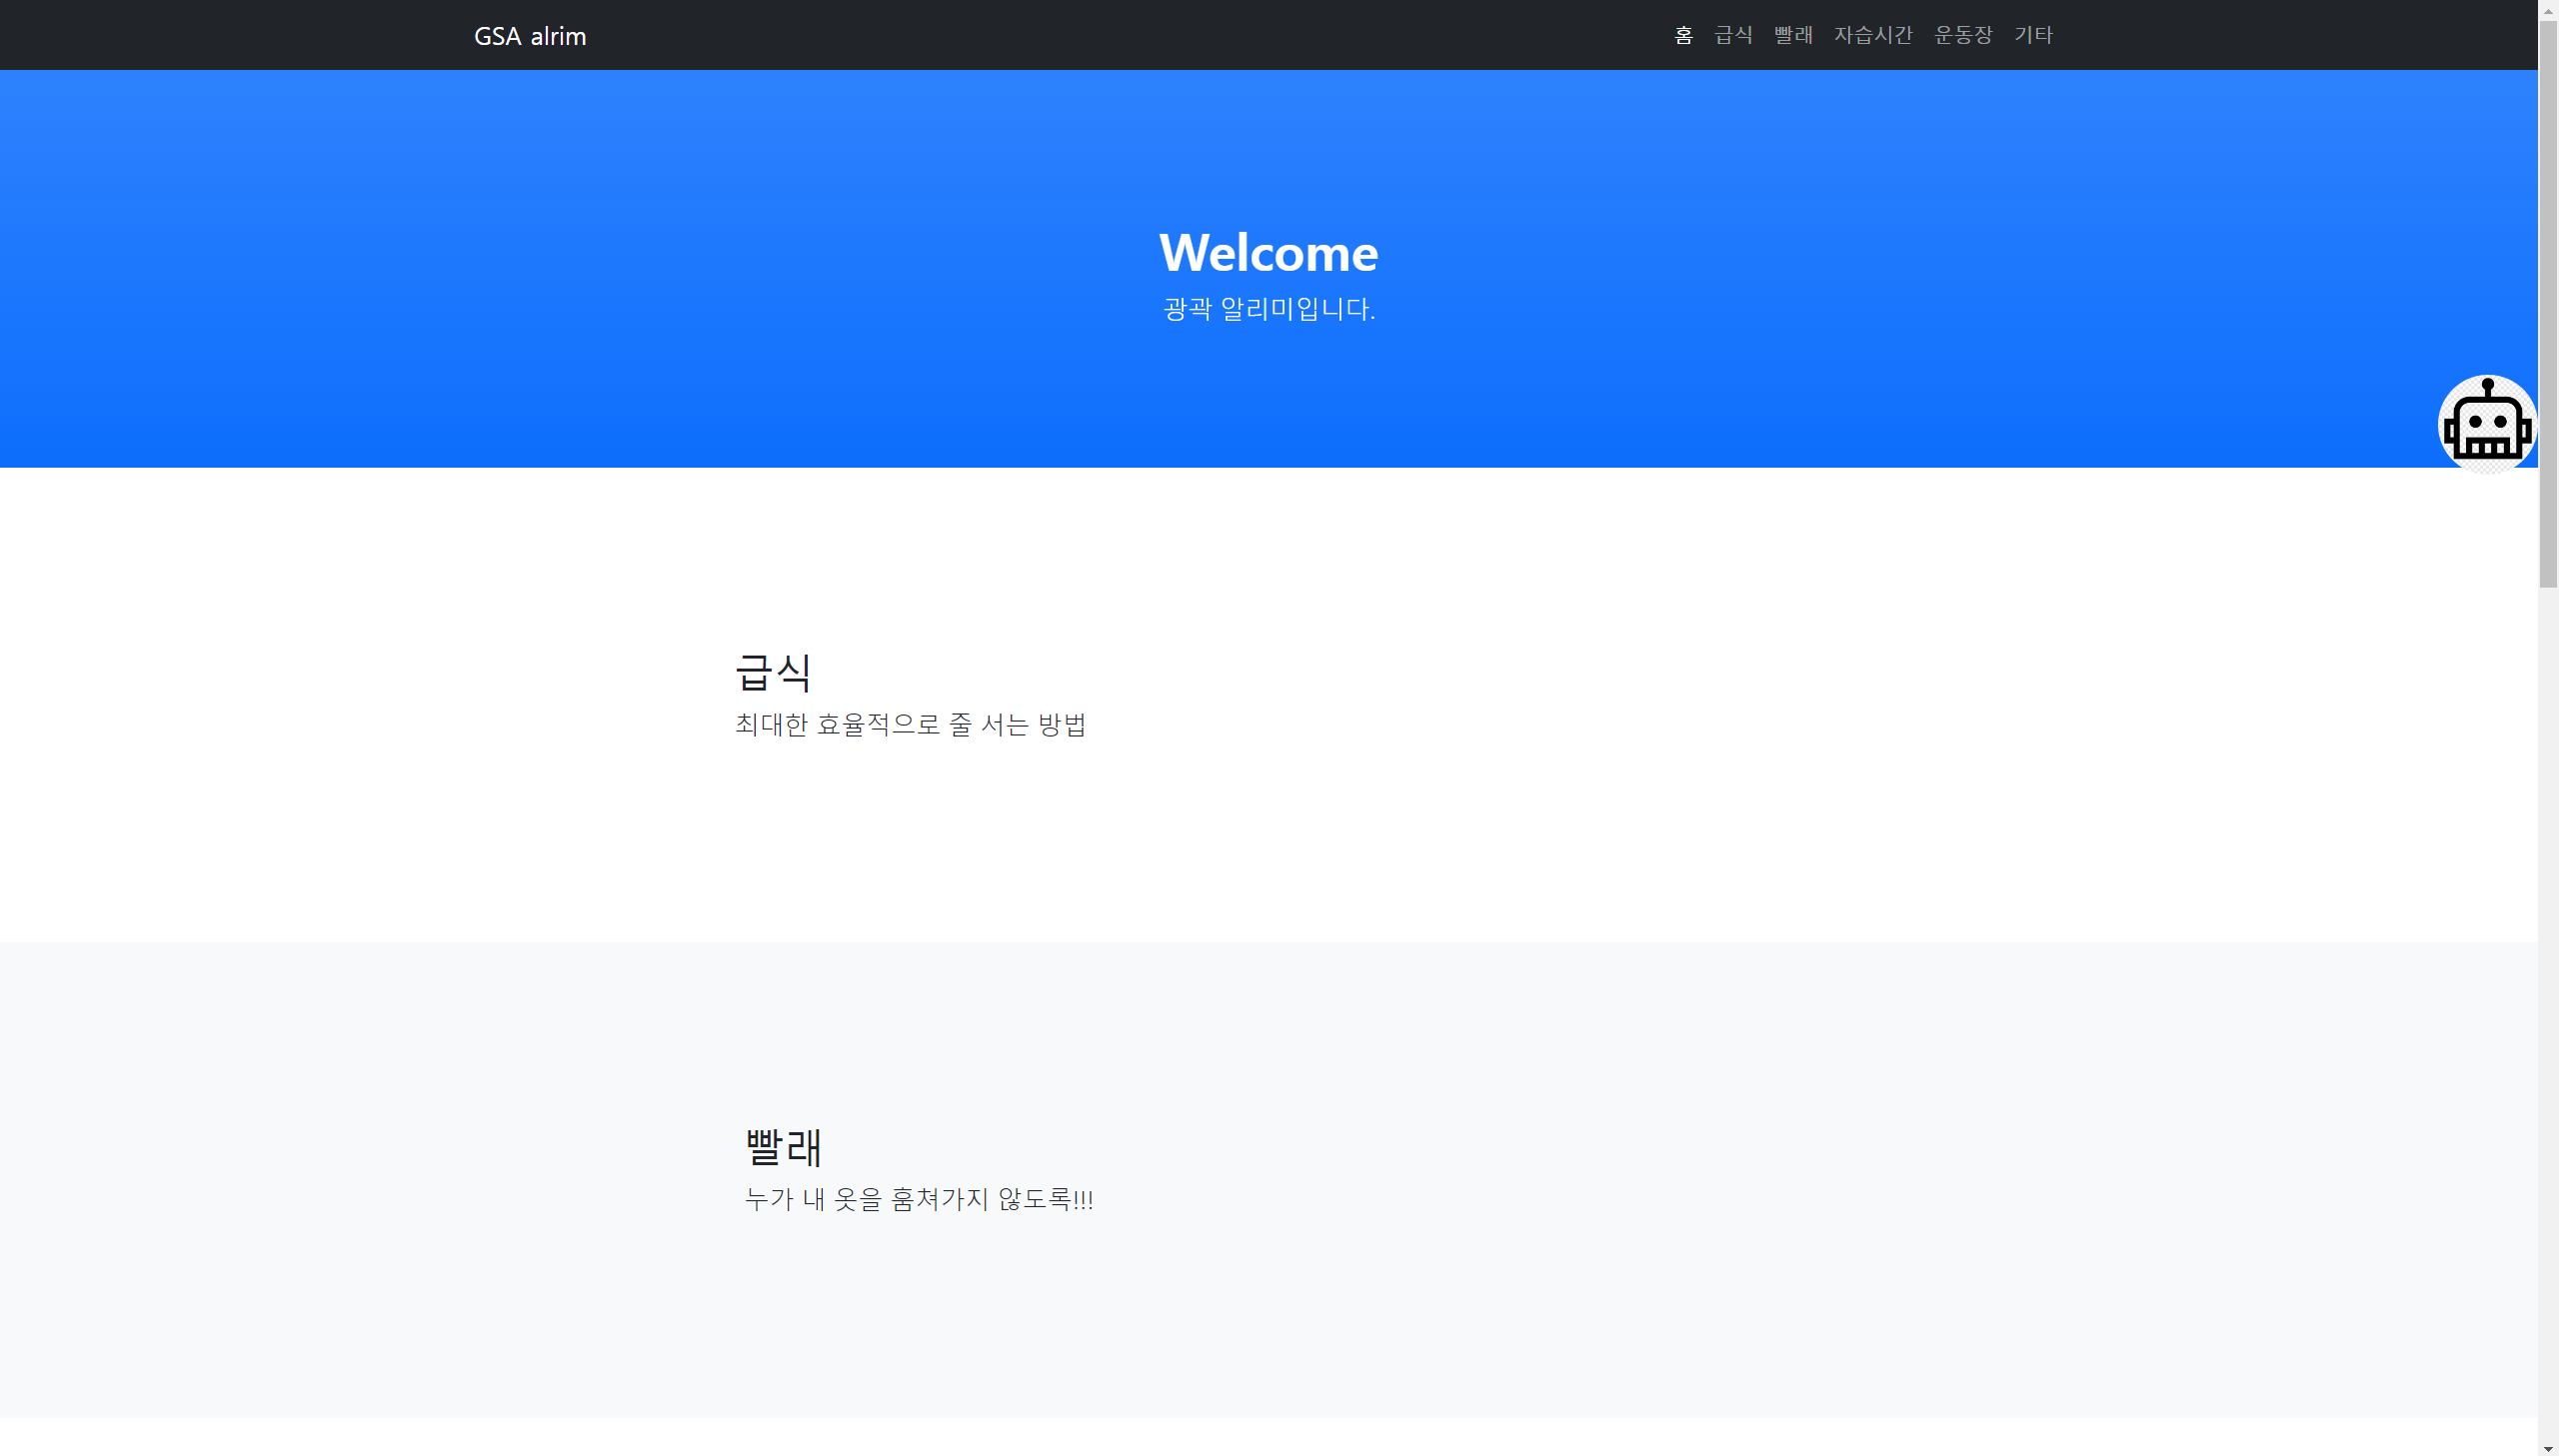 GSA alrim
홈 급식 빨래 자습시간 운동장 기타
Welcome
광곽 알리미입니다.
급식
최대한 효율적으로 줄 서는 방법
빨래
누가 내 옷을 훔쳐가지 않도록!!!